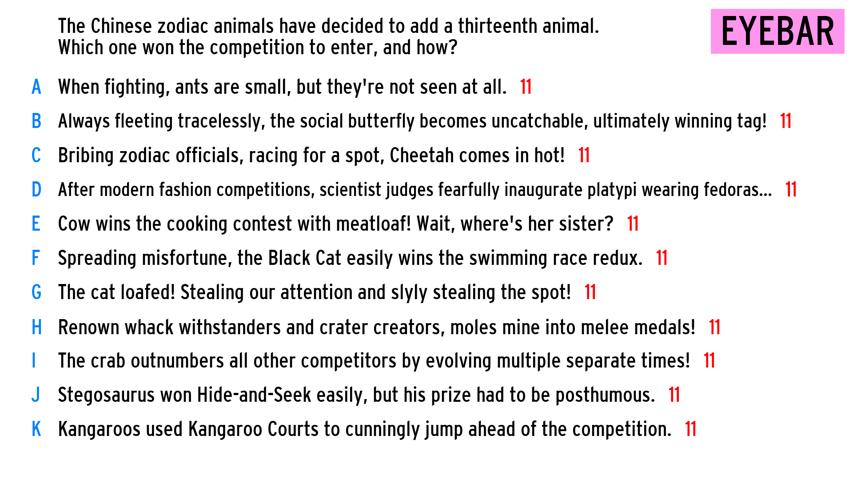 The Chinese zodiac animals have decided to add a thirteenth animal.
Which one won the competition to enter, and how?
EYEBAR
A When fighting, ants are small, but they're not seen at all. 11
B Always fleeting tracelessly, the social butterfly becomes uncatchable, ultimately winning tag! 11
C Bribing zodiac officials, racing for a spot, Cheetah comes in hot! 11
D After modern fashion competitions, scientist judges fearfully inaugurate platypi wearing fedoras... 11
E Cow wins the cooking contest with meatloaf! Wait, where's her sister? 11
F Spreading misfortune, the Black Cat easily wins the swimming race redux. 11
G The cat loafed! Stealing our attention and slyly stealing the spot! 11
H Renown whack withstanders and crater creators, moles mine into melee medals! 11
I The crab outnumbers all other competitors by evolving multiple separate times! 11
J Stegosaurus won Hide-and-Seek easily, but his prize had to be posthumous. 11
K Kangaroos used Kangaroo Courts to cunningly jump ahead of the competition. 11